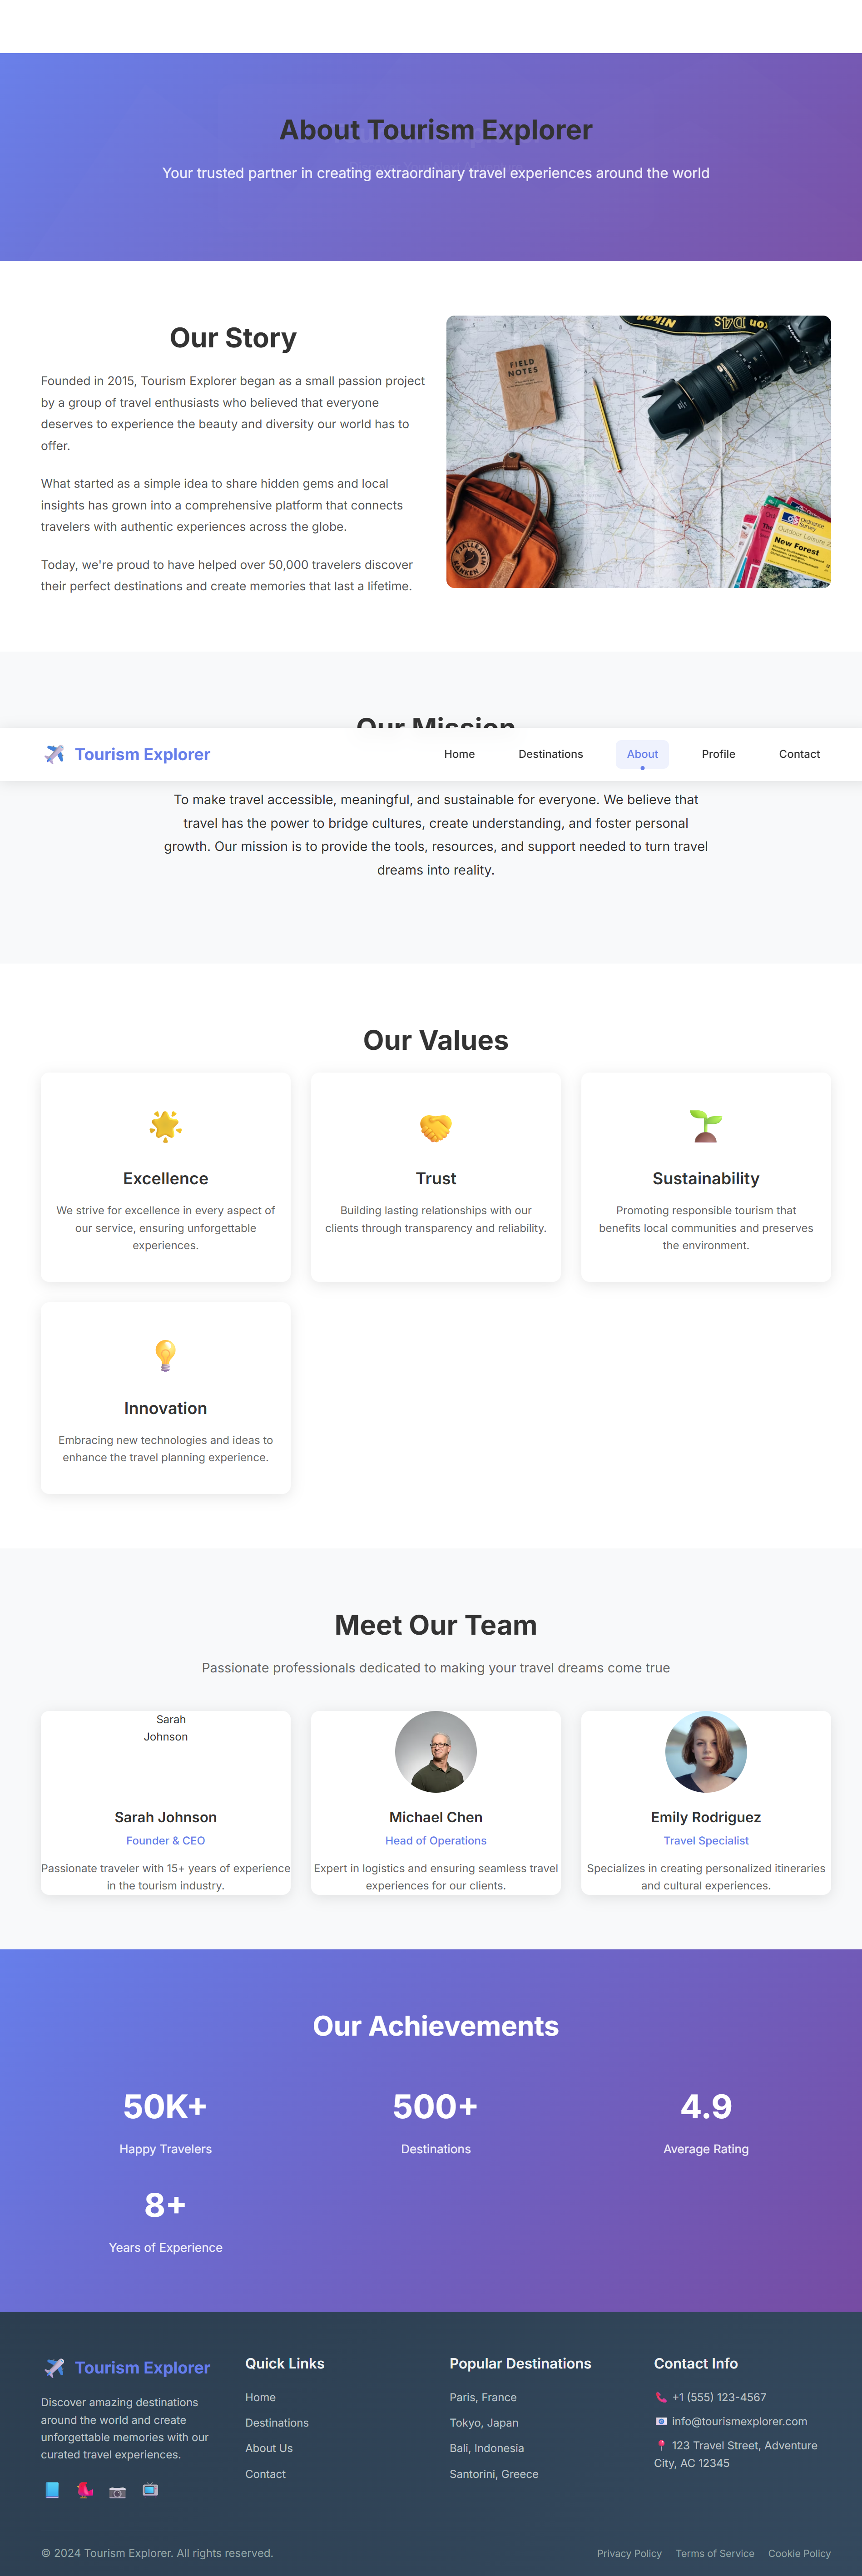 About Tourism Explorer
Your trusted partner in creating extraordinary travel experiences around the world
Our Story
Founded in 2015, Tourism Explorer began as a small passion project
by a group of travel enthusiasts who believed that everyone
deserves to experience the beauty and diversity our world has to
offer.
What started as a simple idea to share hidden gems and local
insights has grown into a comprehensive platform that connects
travelers with authentic experiences across the globe.
Today, we're proud to have helped over 50,000 travelers discover
their perfect destinations and create memories that last a lifetime.
Nikon
D4S
FIELD
NOTES
FJÄLLRÄVEN
KÅNKEN
Ordnance
Survey
Outdoor Leisure
New Forest
Our Mission
Tourism Explorer
Home
Destinations
About
Profile
Contact
To make travel accessible, meaningful, and sustainable for everyone. We believe that
travel has the power to bridge cultures, create understanding, and foster personal
growth. Our mission is to provide the tools, resources, and support needed to turn travel
dreams into reality.
Our Values
Excellence
We strive for excellence in every aspect of
our service, ensuring unforgettable
experiences.
Trust
Building lasting relationships with our
clients through transparency and reliability.
Sustainability
Promoting responsible tourism that
benefits local communities and preserves
the environment.
Innovation
Embracing new technologies and ideas to
enhance the travel planning experience.
Meet Our Team
Passionate professionals dedicated to making your travel dreams come true
Sarah
Johnson
Sarah Johnson
Founder & CEO
Passionate traveler with 15+ years of experience
in the tourism industry.
Michael Chen
Head of Operations
Expert in logistics and ensuring seamless travel
experiences for our clients.
Emily Rodriguez
Travel Specialist
Specializes in creating personalized itineraries
and cultural experiences.
Our Achievements
50K+
Happy Travelers
500+
Destinations
4.9
Average Rating
8+
Years of Experience
Tourism Explorer
Discover amazing destinations
around the world and create
unforgettable memories with our
curated travel experiences.
Quick Links
Home
Destinations
About Us
Contact
Popular Destinations
Paris, France
Tokyo, Japan
Bali, Indonesia
Santorini, Greece
Contact Info
+1 (555) 123-4567
info@tourismexplorer.com
123 Travel Street, Adventure
City, AC 12345
© 2024 Tourism Explorer. All rights reserved.
Privacy Policy
Terms of Service
Cookie Policy